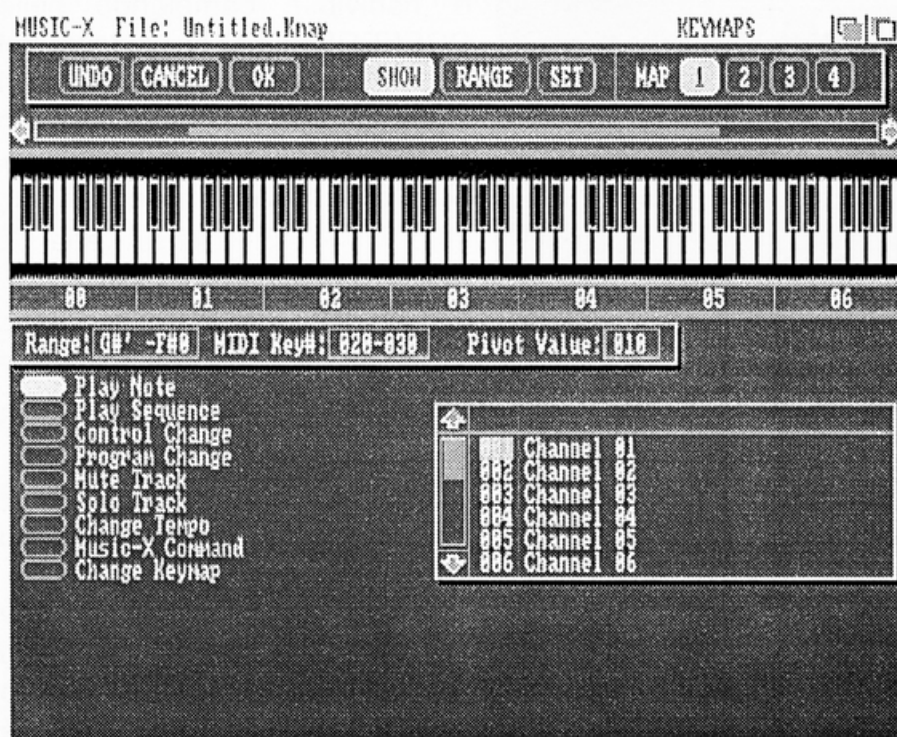 MUSIC-X File: Untitled.Kmap KEYMAPS
UNDO CANCEL OK SHOW RANGE SET MAP 1 2 3 4
00 01 02 03 04 05 06
Range: G#' -F#0 MIDI Key#: 020-030 Pivot Value: 010
Play Note
Play Sequence
Control Change
Program Change
Mute Track
Solo Track
Change Tempo
Music-X Command
Change Keymap
001 Channel 01
002 Channel 02
003 Channel 03
004 Channel 04
005 Channel 05
006 Channel 06